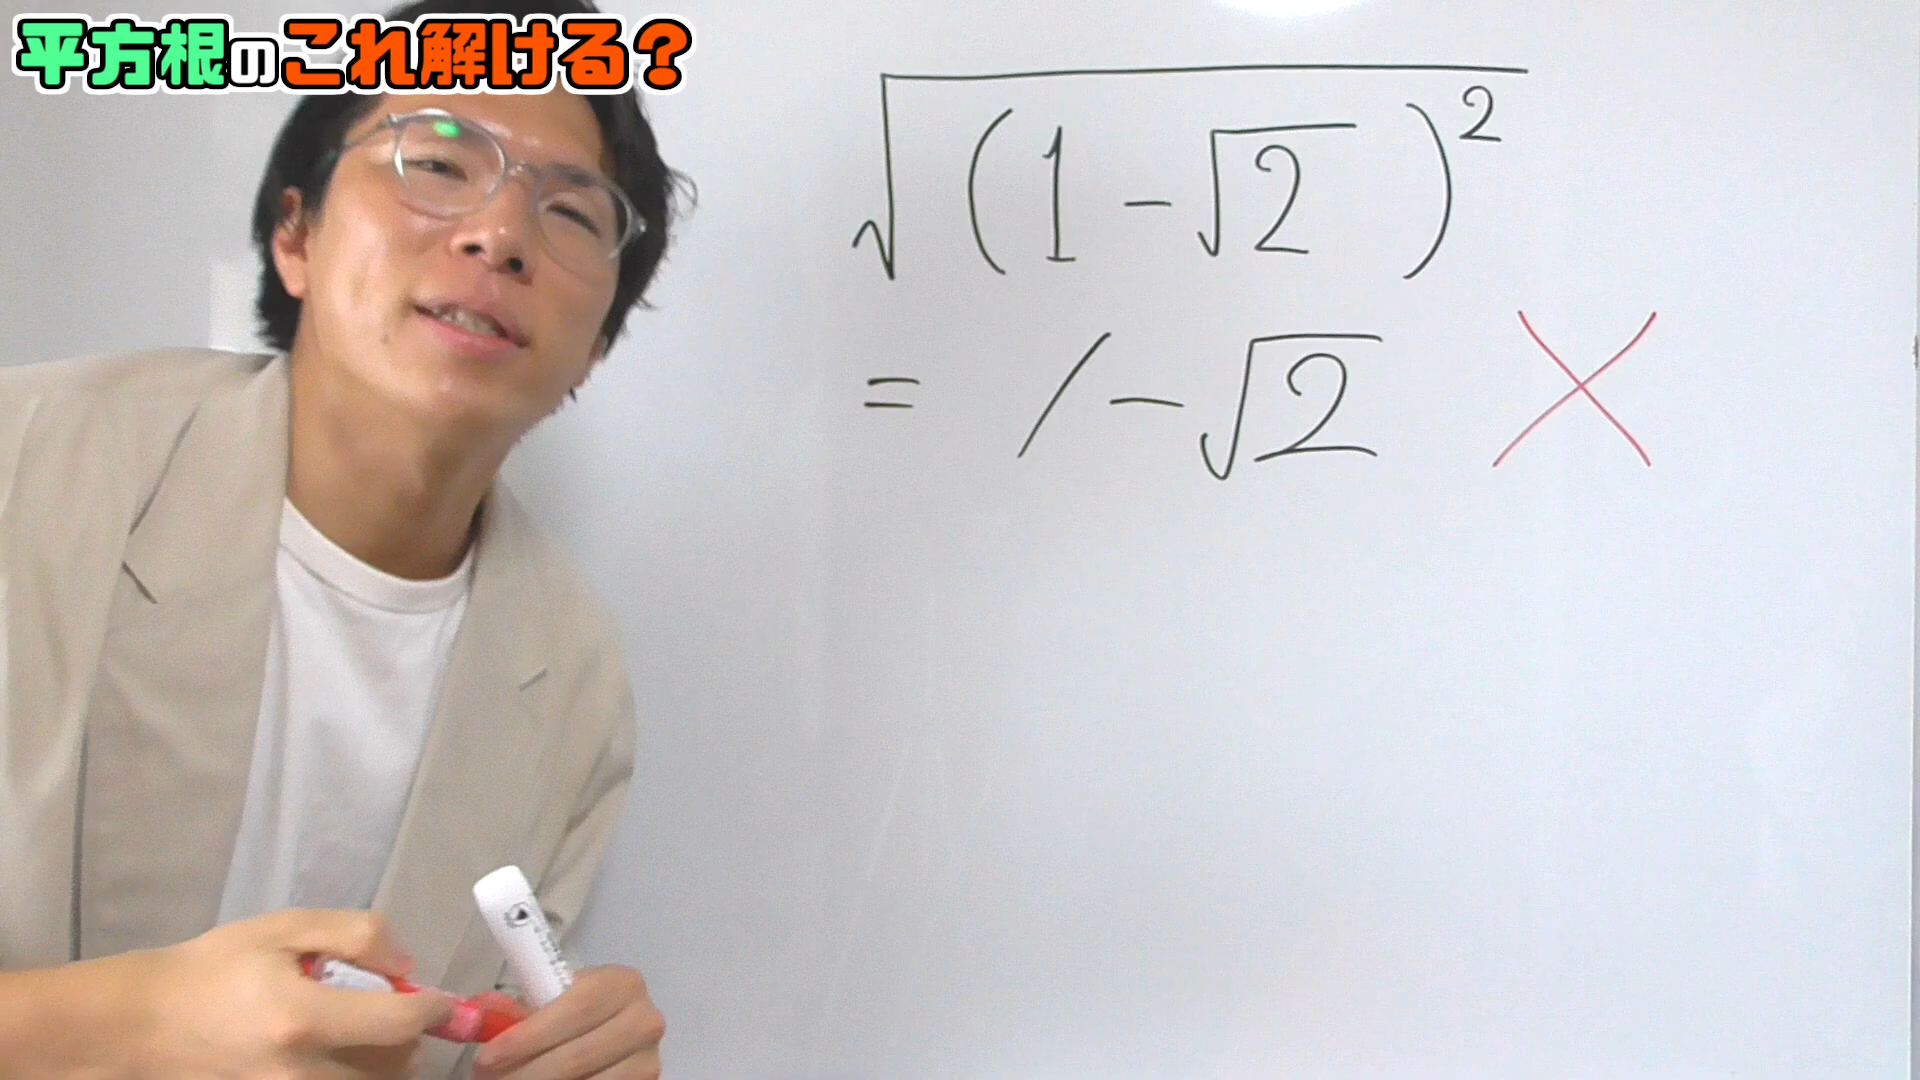 平方根のこれ解ける？
√(1-√2)²
= 1-√2 ×